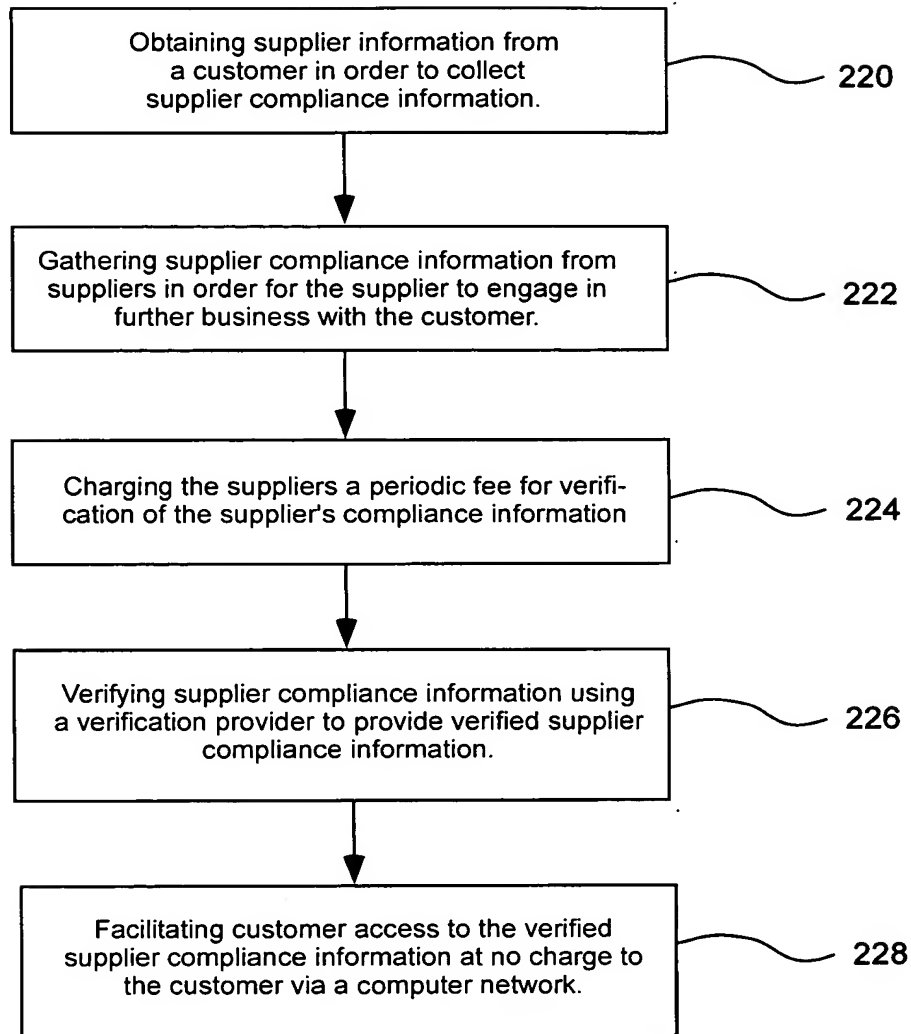 Obtaining supplier information from
a customer in order to collect
supplier compliance information.
220
Gathering supplier compliance information from
suppliers in order for the supplier to engage in
further business with the customer.
222
Charging the suppliers a periodic fee for verifi-
cation of the supplier's compliance information
224
Verifying supplier compliance information using
a verification provider to provide verified supplier
compliance information.
226
Facilitating customer access to the verified
supplier compliance information at no charge to
the customer via a computer network.
228